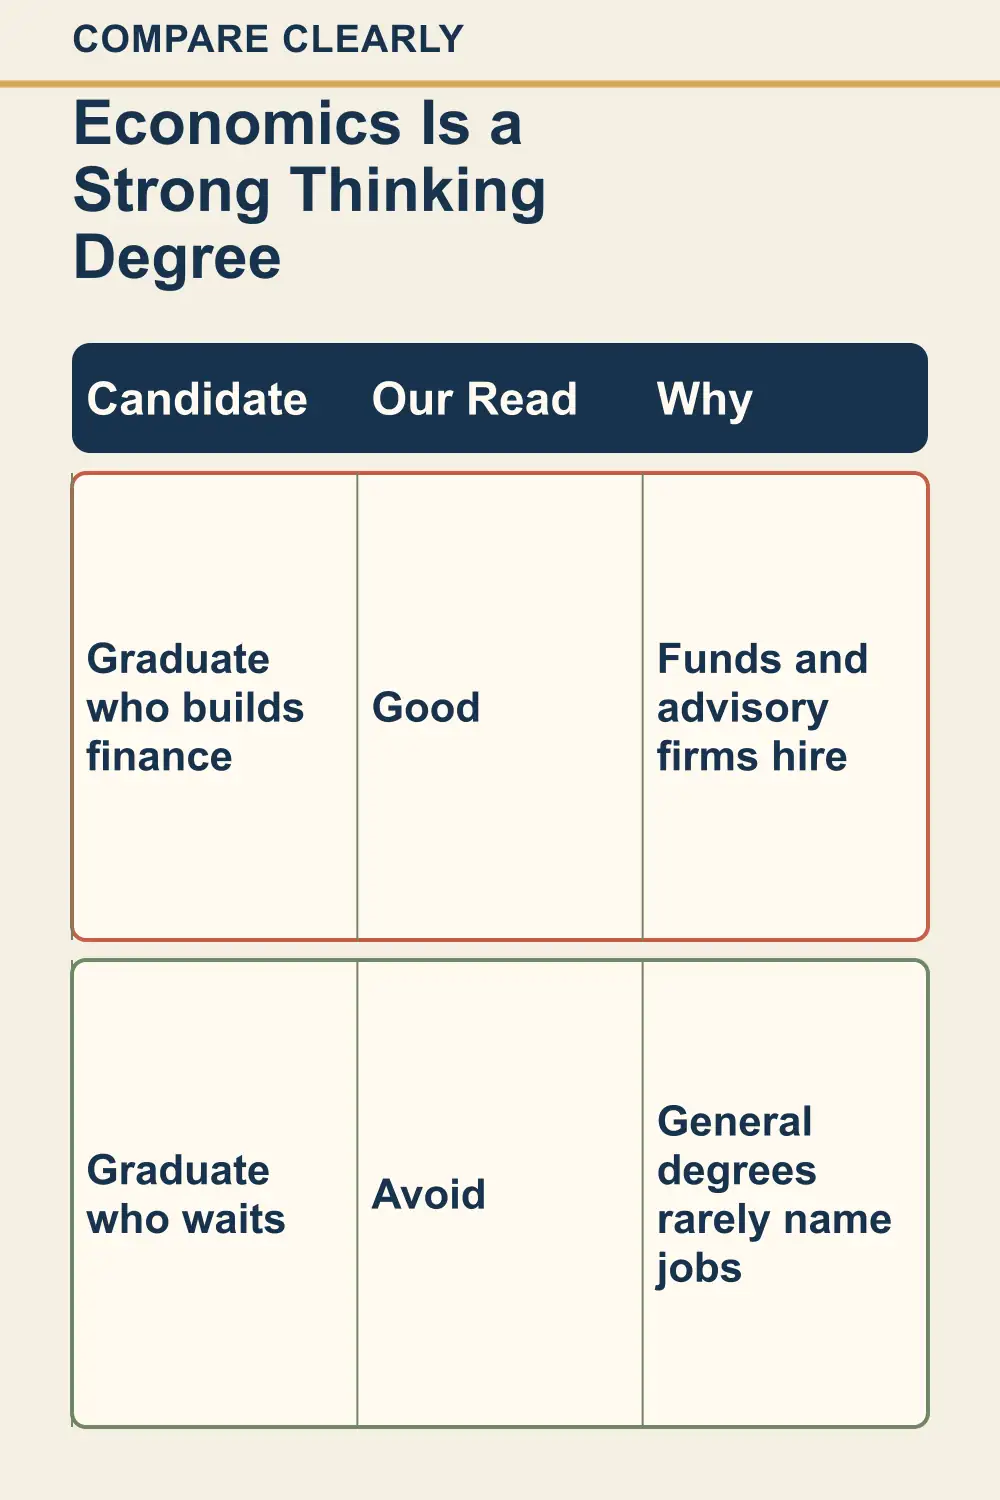 COMPARE CLEARLY
Economics Is a
Strong Thinking
Degree
Candidate Our Read Why
Graduate
who builds
finance
Good
Funds and
advisory
firms hire
Graduate
who waits
Avoid
General
degrees
rarely name
jobs